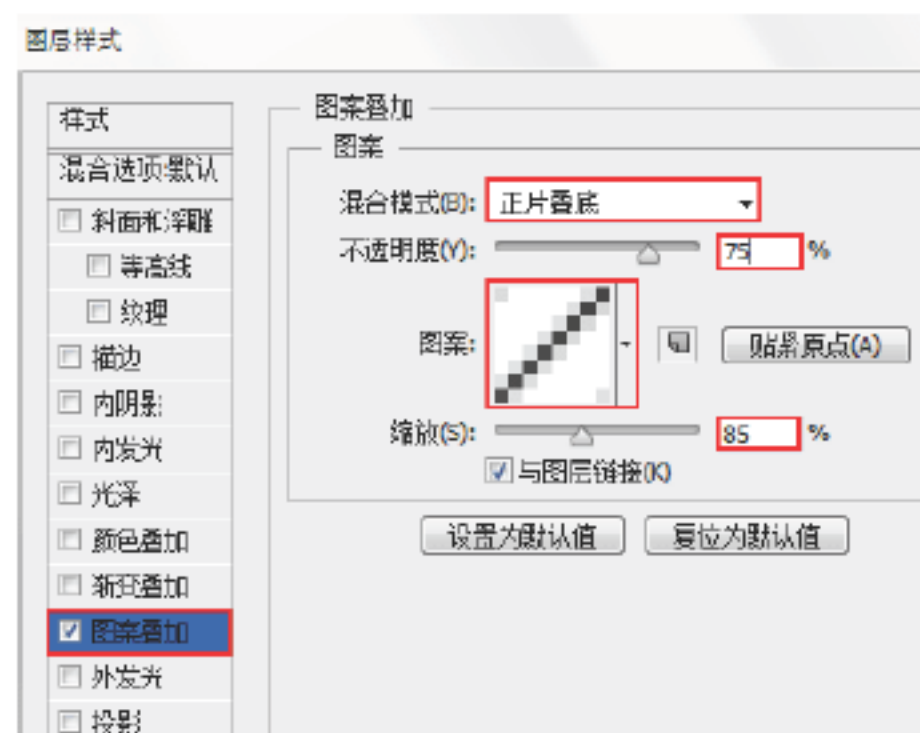 图层样式
样式
混合选项:默认
斜面和浮雕
等高线
纹理
描边
内阴影
内发光
光泽
颜色叠加
渐变叠加
图案叠加
外发光
投影
图案叠加
图案
混合模式(B): 正片叠底
不透明度(Y): 75 %
图案: 贴紧原点(A)
缩放(S): 85 %
与图层链接(K)
设置为默认值 复位为默认值